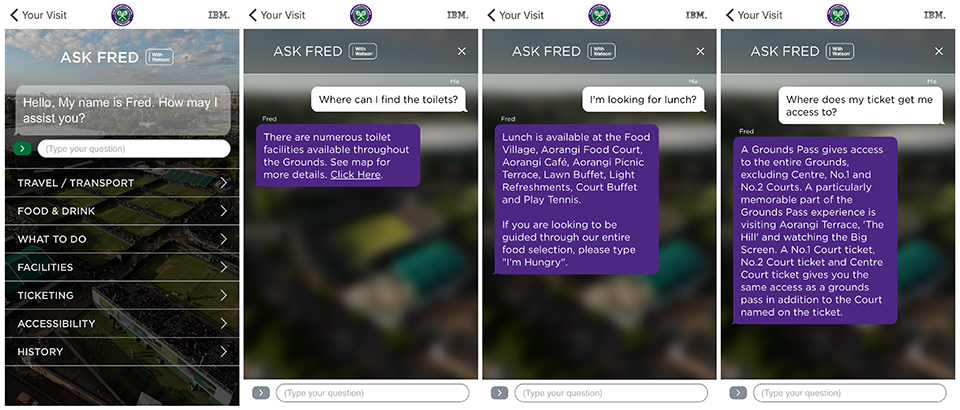 Your Visit
IBM.
ASK FRED
With
Watson
Hello, My name is Fred. How may I
assist you?
(Type your question)
TRAVEL / TRANSPORT
FOOD & DRINK
WHAT TO DO
FACILITIES
TICKETING
ACCESSIBILITY
HISTORY
Your Visit
IBM.
ASK FRED
With
Watson
Me
Where can I find the toilets?
Fred
There are numerous toilet
facilities available throughout
the Grounds. See map for
more details. Click Here.
(Type your question)
Your Visit
IBM.
ASK FRED
With
Watson
Me
I'm looking for lunch?
Fred
Lunch is available at the Food
Village, Aorangi Food Court,
Aorangi Café, Aorangi Picnic
Terrace, Lawn Buffet, Light
Refreshments, Court Buffet
and Play Tennis.
If you are looking to be
guided through our entire
food selection, please type
"I'm Hungry".
(Type your question)
Your Visit
IBM.
ASK FRED
With
Watson
Me
Where does my ticket get me
access to?
Fred
A Grounds Pass gives access
to the entire Grounds,
excluding Centre, No.1 and
No.2 Courts. A particularly
memorable part of the
Grounds Pass experience is
visiting Aorangi Terrace, 'The
Hill' and watching the Big
Screen. A No.1 Court ticket,
No.2 Court ticket and Centre
Court ticket gives you the
same access as a grounds
pass in addition to the Court
named on the ticket.
(Type your question)